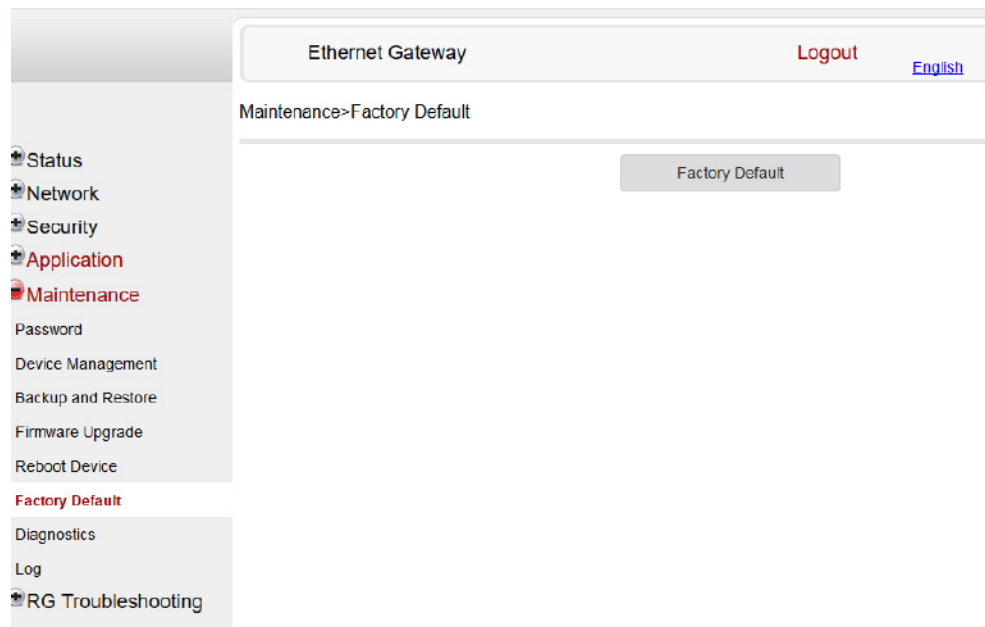 Ethernet Gateway
Logout
English
Maintenance>Factory Default
Factory Default
Status
Network
Security
Application
Maintenance
Password
Device Management
Backup and Restore
Firmware Upgrade
Reboot Device
Factory Default
Diagnostics
Log
RG Troubleshooting